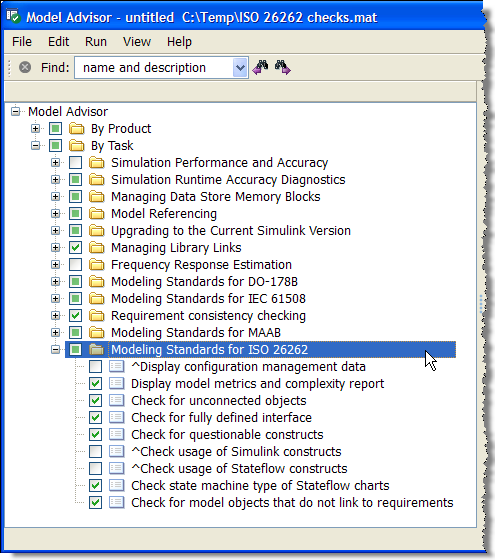 Model Advisor - untitled  C:\Temp\ISO 26262 checks.mat
File Edit Run View Help
Find: name and description
Model Advisor
By Product
By Task
Simulation Performance and Accuracy
Simulation Runtime Accuracy Diagnostics
Managing Data Store Memory Blocks
Model Referencing
Upgrading to the Current Simulink Version
Managing Library Links
Frequency Response Estimation
Modeling Standards for DO-178B
Modeling Standards for IEC 61508
Requirement consistency checking
Modeling Standards for MAAB
Modeling Standards for ISO 26262
^Display configuration management data
Display model metrics and complexity report
Check for unconnected objects
Check for fully defined interface
Check for questionable constructs
^Check usage of Simulink constructs
^Check usage of Stateflow constructs
Check state machine type of Stateflow charts
Check for model objects that do not link to requirements